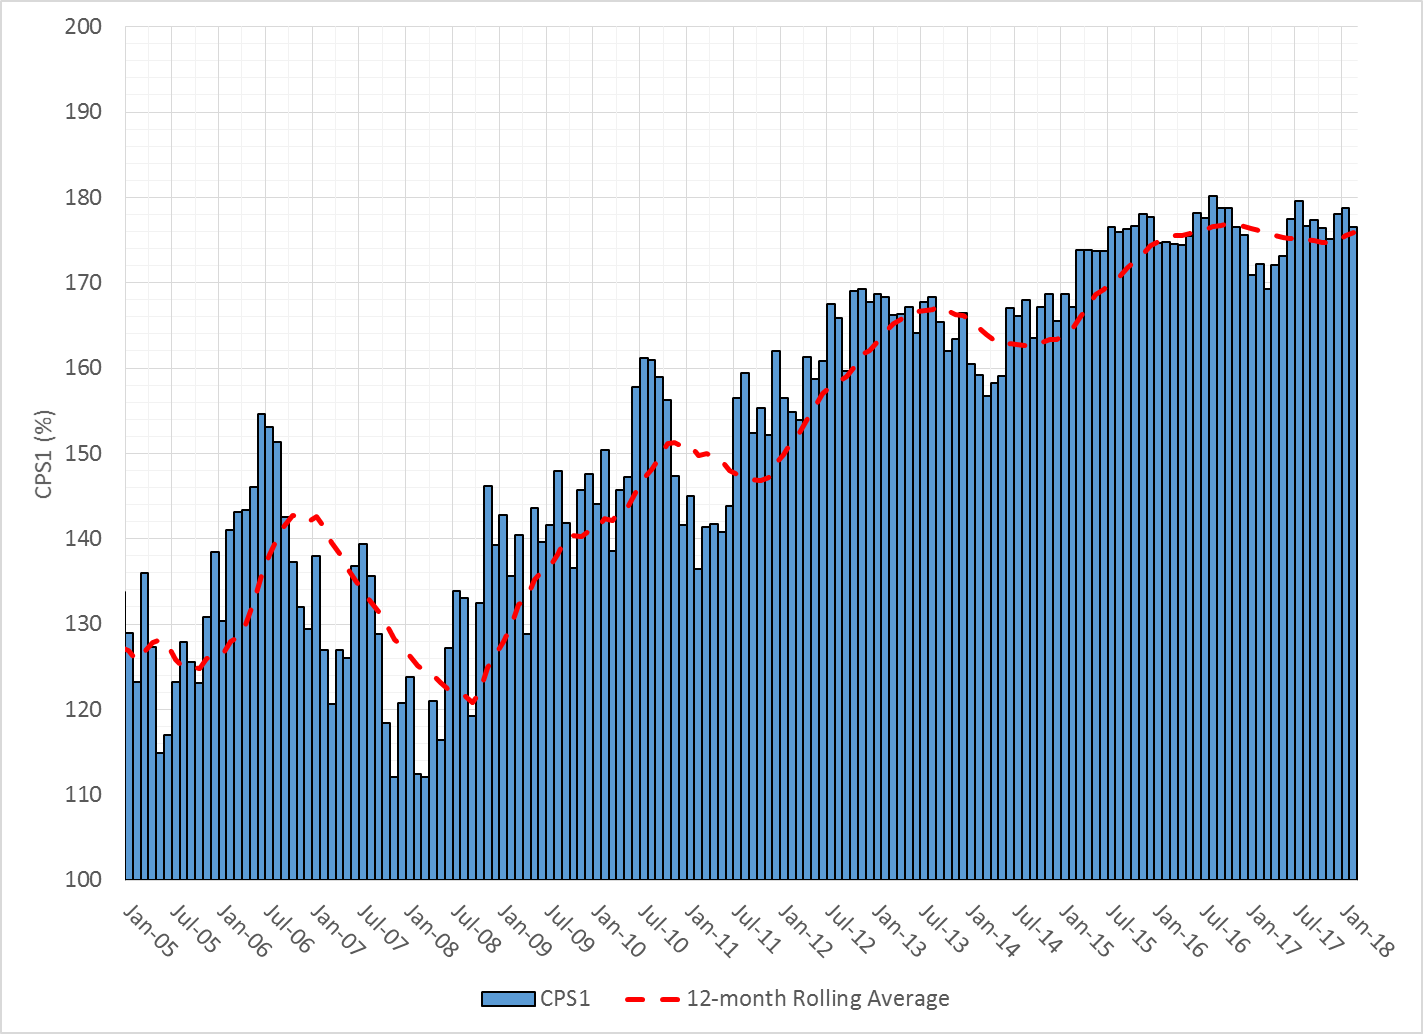 200
190
180
170
160
150
140
130
120
110
100
CPS1 (%)
Jan-05
Jul-05
Jan-06
Jul-06
Jan-07
Jul-07
Jan-08
Jul-08
Jan-09
Jul-09
Jan-10
Jul-10
Jan-11
Jul-11
Jan-12
Jul-12
Jan-13
Jul-13
Jan-14
Jul-14
Jan-15
Jul-15
Jan-16
Jul-16
Jan-17
Jul-17
Jan-18
CPS1 12-month Rolling Average